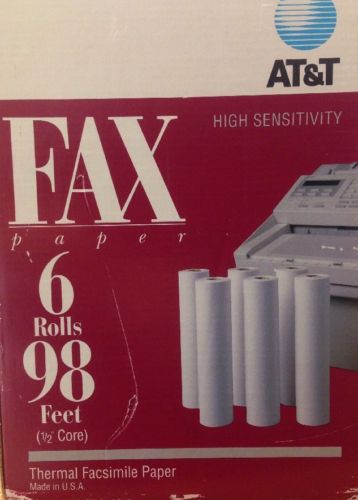 AT&T
HIGH SENSITIVITY
FAX
paper
6
Rolls
98
Feet
(½" Core)
Thermal Facsimile Paper
Made in U.S.A.